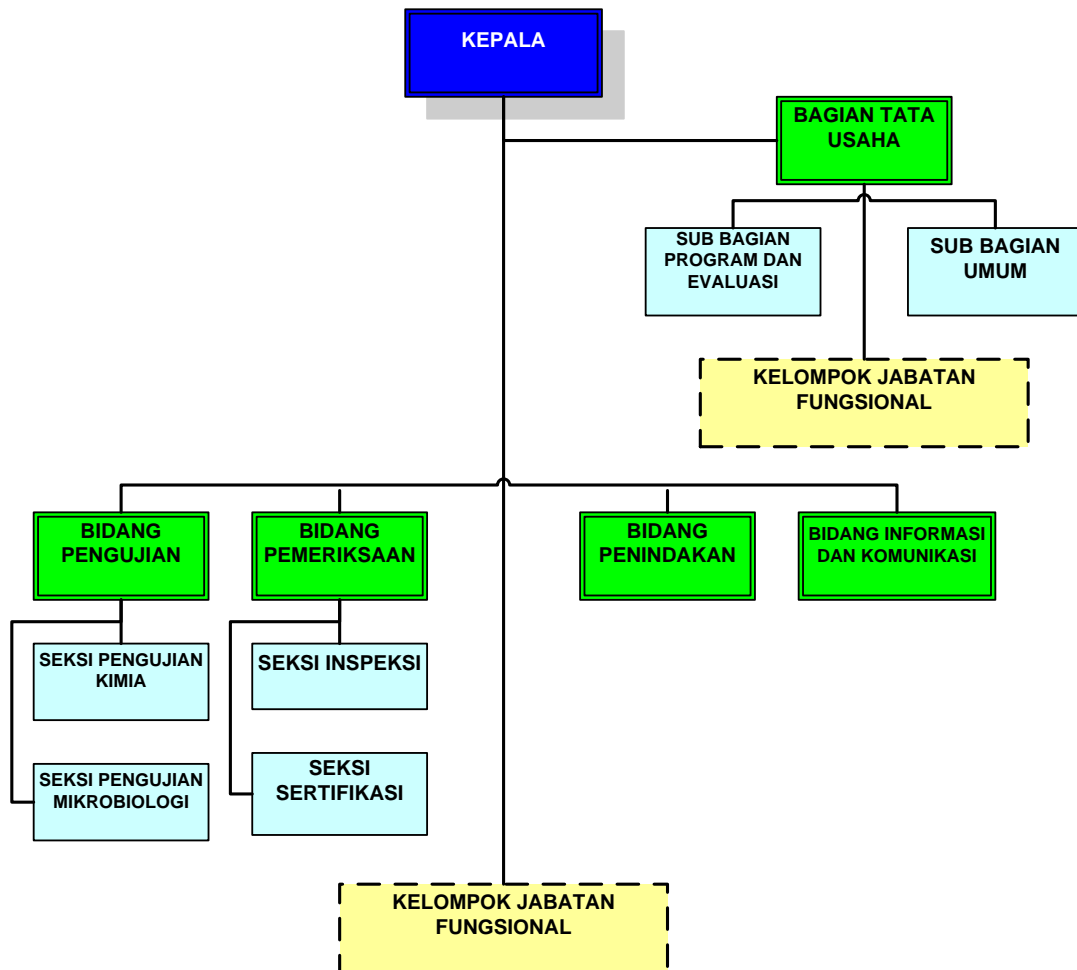 KEPALA
BAGIAN TATA
USAHA
SUB BAGIAN
PROGRAM DAN
EVALUASI
SUB BAGIAN
UMUM
KELOMPOK JABATAN
FUNGSIONAL
BIDANG
PENGUJIAN
BIDANG
PEMERIKSAAN
BIDANG
PENINDAKAN
BIDANG INFORMASI
DAN KOMUNIKASI
SEKSI PENGUJIAN
KIMIA
SEKSI INSPEKSI
SEKSI PENGUJIAN
MIKROBIOLOGI
SEKSI
SERTIFIKASI
KELOMPOK JABATAN
FUNGSIONAL